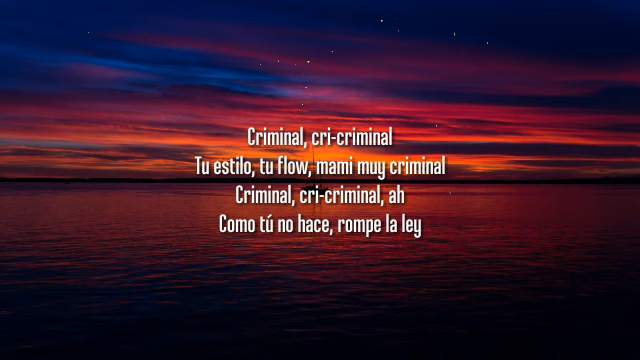 Criminal, cri-criminal
Tu estilo, tu flow, mami muy criminal
Criminal, cri-criminal, ah
Como tú no hace, rompe la ley